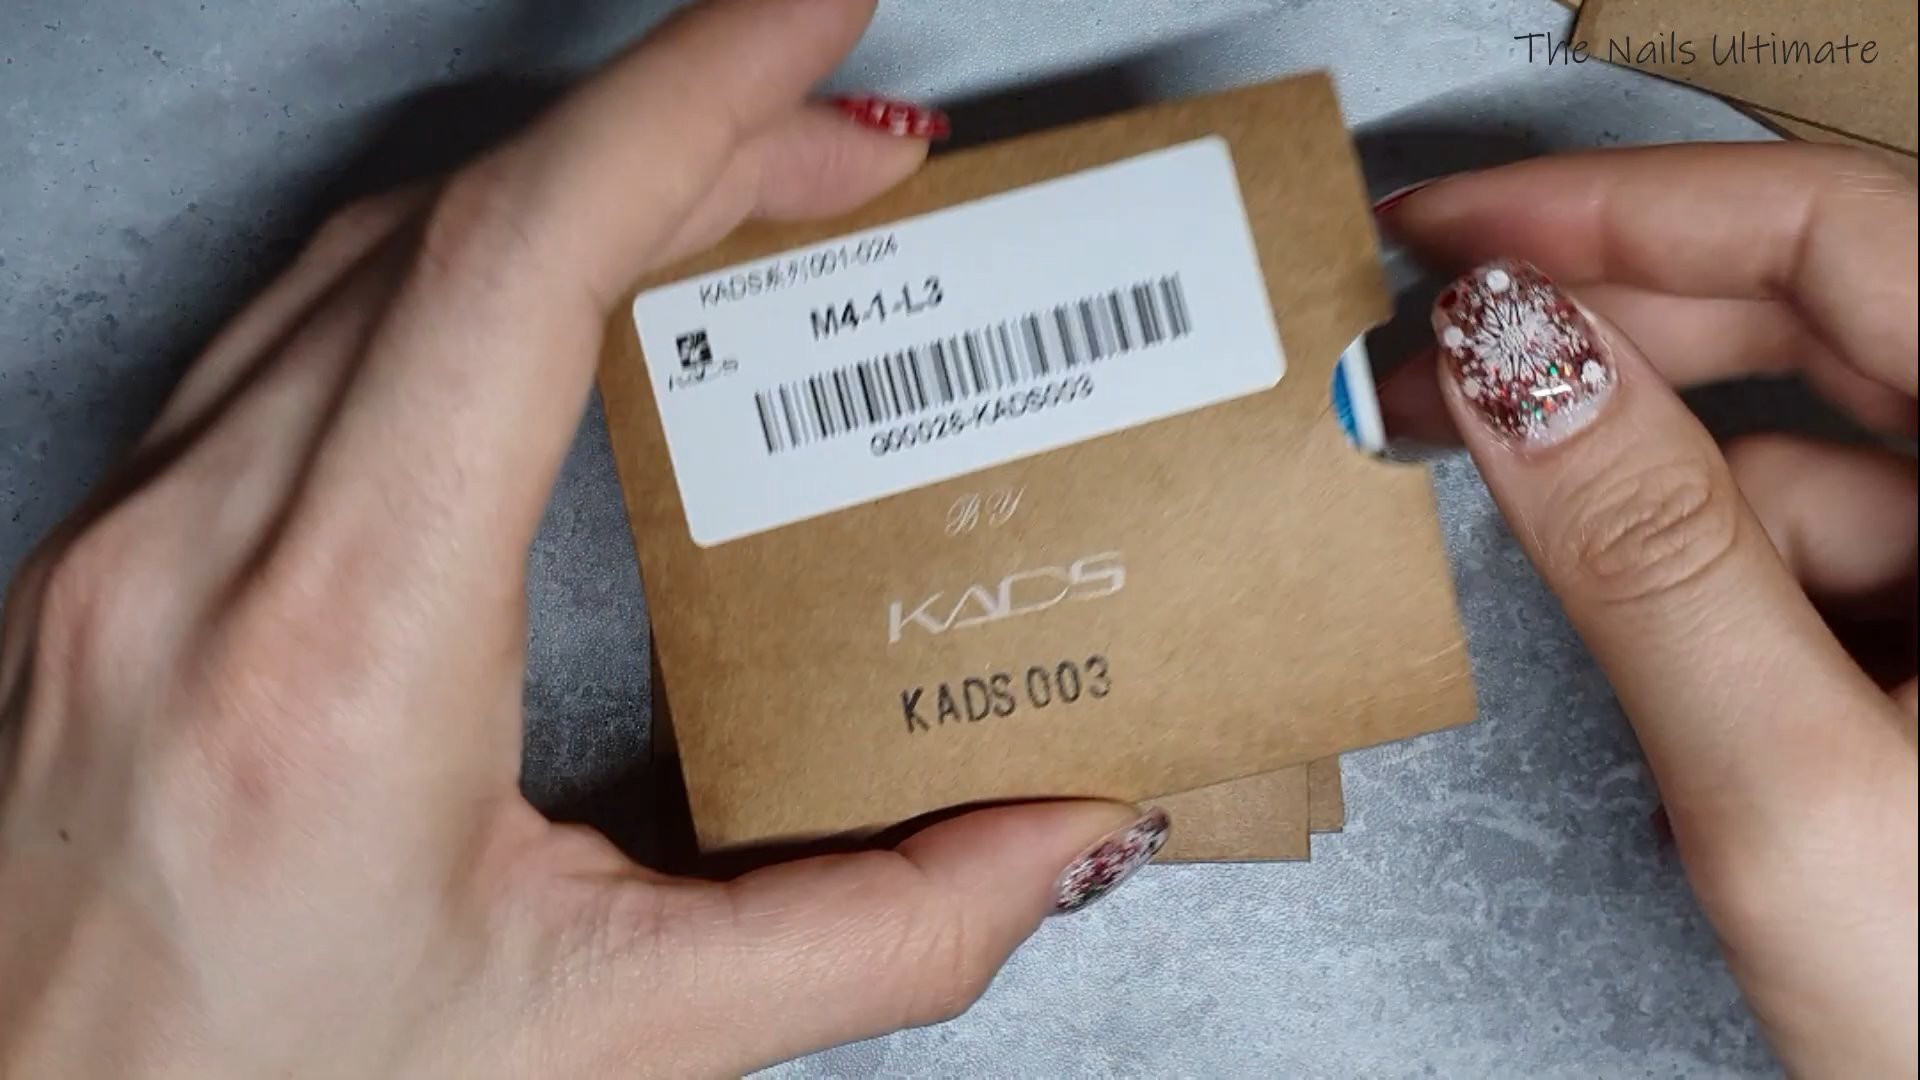 The Nails Ultimate
KADS系列001-024
M4-1-L3
KADS
000028-KADS003
BY
KADS
KADS 003